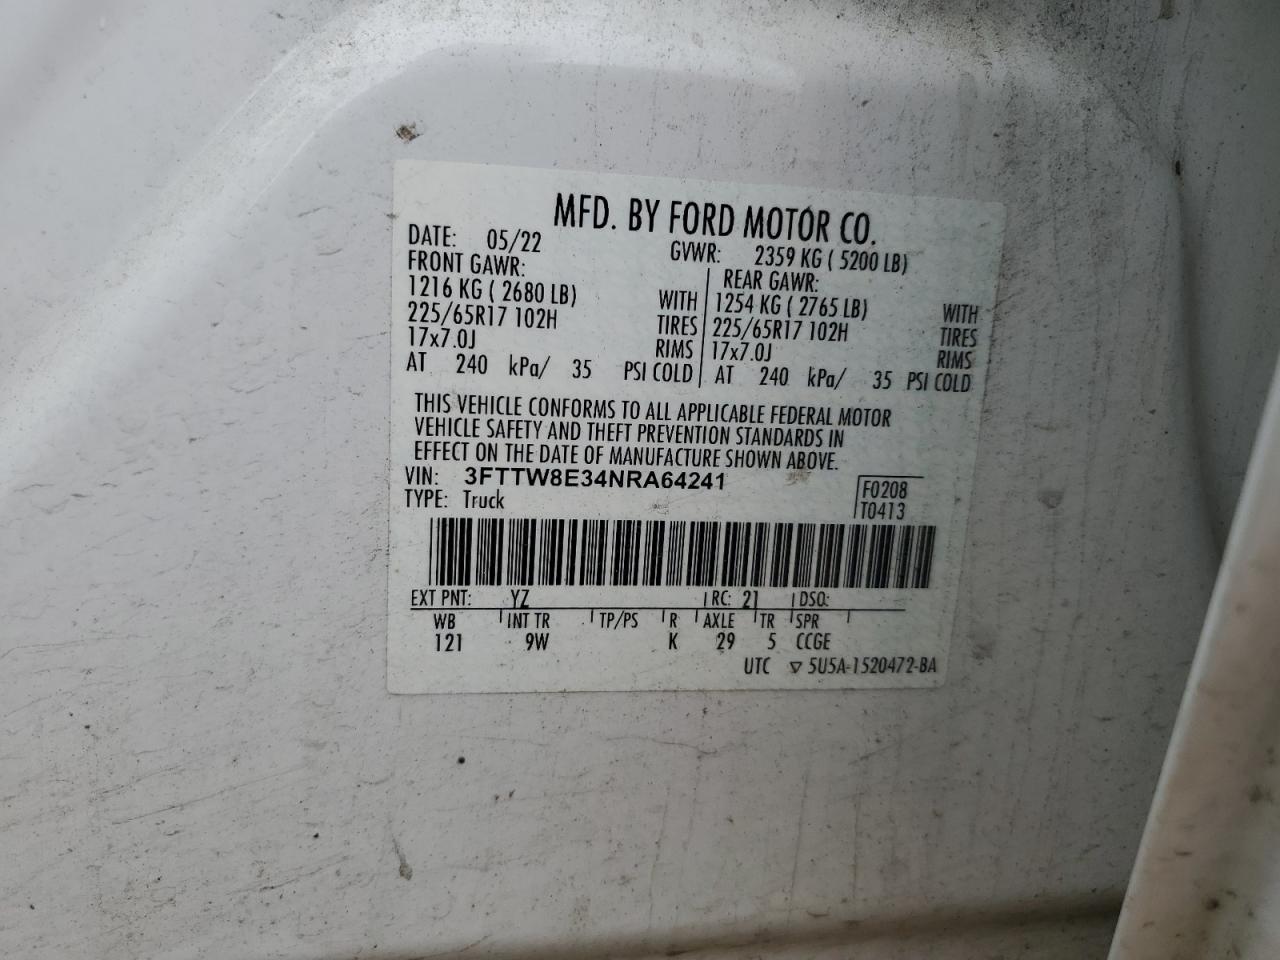 MFD. BY FORD MOTOR CO.
DATE: 05/22 GVWR: 2359 KG ( 5200 LB)
FRONT GAWR: REAR GAWR:
1216 KG ( 2680 LB) WITH 1254 KG ( 2765 LB) WITH
225/65R17 102H TIRES 225/65R17 102H TIRES
17x7.0J RIMS 17x7.0J RIMS
AT 240 kPa/ 35 PSI COLD AT 240 kPa/ 35 PSI COLD
THIS VEHICLE CONFORMS TO ALL APPLICABLE FEDERAL MOTOR
VEHICLE SAFETY AND THEFT PREVENTION STANDARDS IN
EFFECT ON THE DATE OF MANUFACTURE SHOWN ABOVE.
VIN: 3FTTW8E34NRA64241 F0208
TYPE: Truck T0413
EXT PNT: YZ RC: 21 DSO:
WB INT TR TP/PS R AXLE TR SPR
121 9W K 29 5 CCGE
UTC ▽ 5U5A-1520472-BA